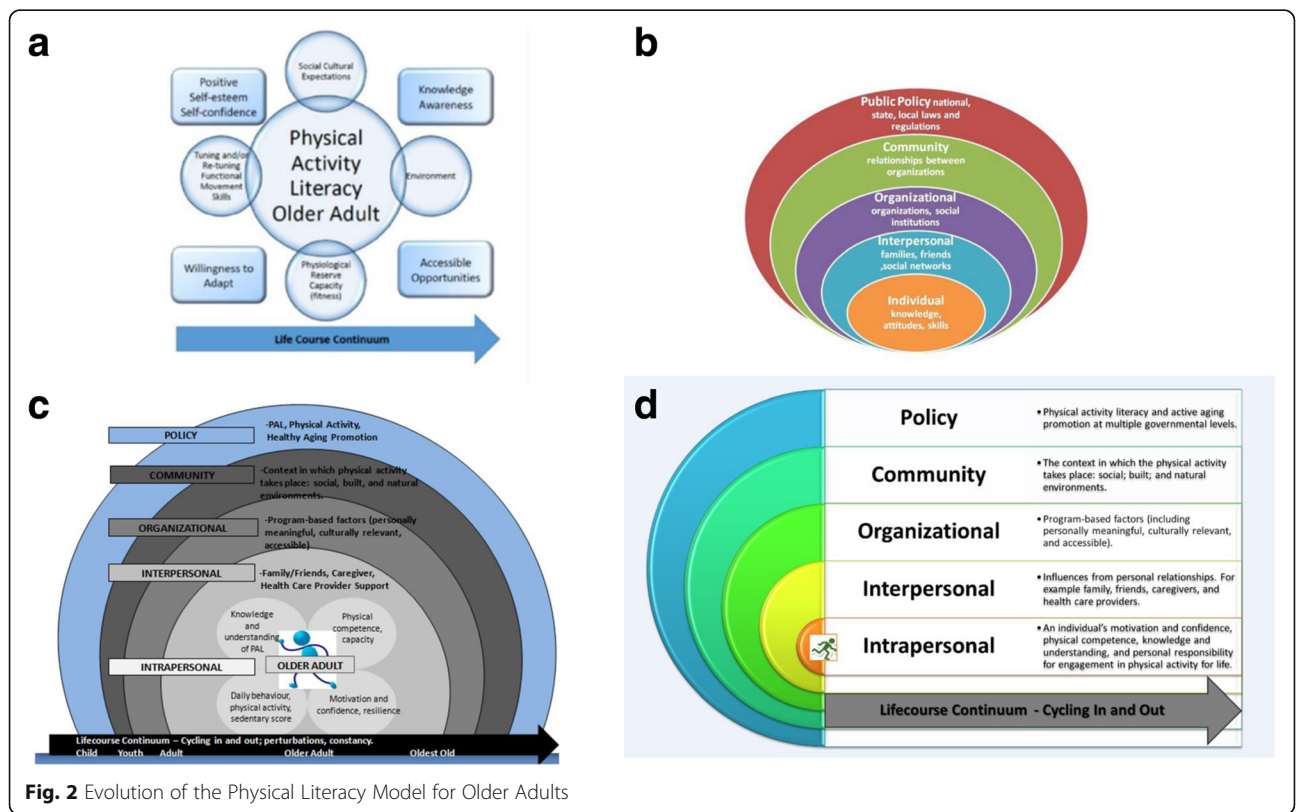 a
Social Cultural
Expectations
Positive
Self-esteem
Self-confidence
Knowledge
Awareness
Physical
Activity
Literacy
Older Adult
Tuning and/or
Re-tuning
Functional
Movement
Skills
Environment
Willingness to
Adapt
Physiological
Reserve
Capacity
(fitness)
Accessible
Opportunities
Life Course Continuum
b
Public Policy national,
state, local laws and
regulations
Community
relationships between
organizations
Organizational
organizations, social
institutions
Interpersonal
families, friends
,social networks
Individual
knowledge,
attitudes, skills
c
POLICY
-PAL, Physical Activity,
Healthy Aging Promotion
COMMUNITY
-Context in which physical activity
takes place: social, built, and natural
environments.
ORGANIZATIONAL
-Program-based factors (personally
meaningful, culturally relevant,
accessible)
INTERPERSONAL
-Family/Friends, Caregiver,
Health Care Provider Support
Knowledge
and
understanding
of PAL
Physical
competence,
capacity
INTRAPERSONAL
OLDER ADULT
Daily behaviour,
physical activity,
sedentary score
Motivation and
confidence, resilience
Lifecourse Continuum – Cycling in and out; perturbations, constancy.
Child Youth Adult Older Adult Oldest Old
d
Policy
• Physical activity literacy and active aging
promotion at multiple governmental levels.
Community
• The context in which the physical activity
takes place: social; built; and natural
environments.
Organizational
• Program-based factors (including
personally meaningful, culturally relevant,
and accessible).
Interpersonal
• Influences from personal relationships. For
example family, friends, caregivers, and
health care providers.
Intrapersonal
• An individual's motivation and confidence,
physical competence, knowledge and
understanding, and personal responsibility
for engagement in physical activity for life.
Lifecourse Continuum - Cycling In and Out
Fig. 2 Evolution of the Physical Literacy Model for Older Adults